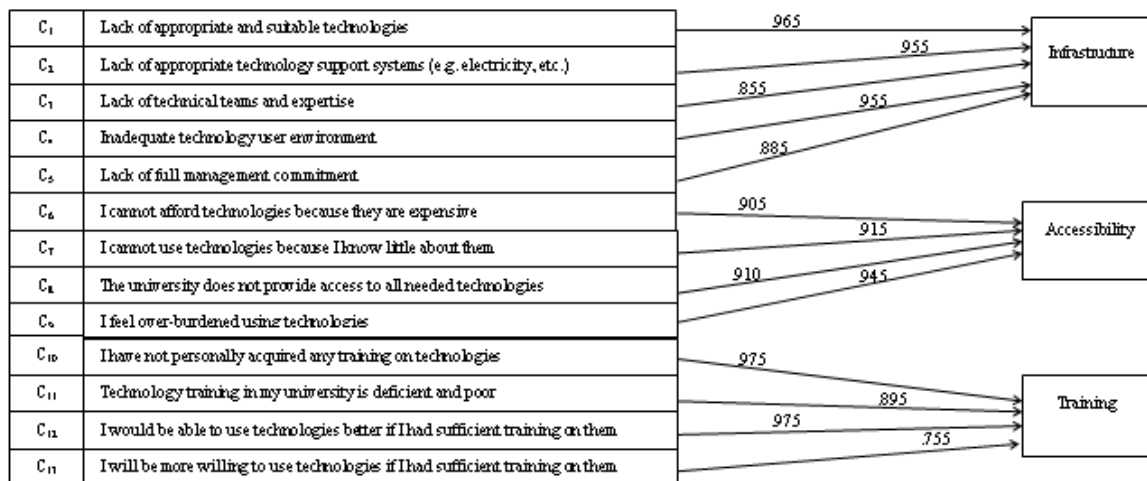 C₁ Lack of appropriate and suitable technologies .965
C₂ Lack of appropriate technology support systems (e.g. electricity, etc.) .955
C₃ Lack of technical teams and expertise .855
C₄ Inadequate technology user environment .955
C₅ Lack of full management commitment .885
Infrastructure
C₆ I cannot afford technologies because they are expensive .905
C₇ I cannot use technologies because I know little about them .915
C₈ The university does not provide access to all needed technologies .910
C₉ I feel over-burdened using technologies .945
Accessibility
C₁₀ I have not personally acquired any training on technologies .975
C₁₁ Technology training in my university is deficient and poor .895
C₁₂ I would be able to use technologies better if I had sufficient training on them .975
C₁₃ I will be more willing to use technologies if I had sufficient training on them .755
Training